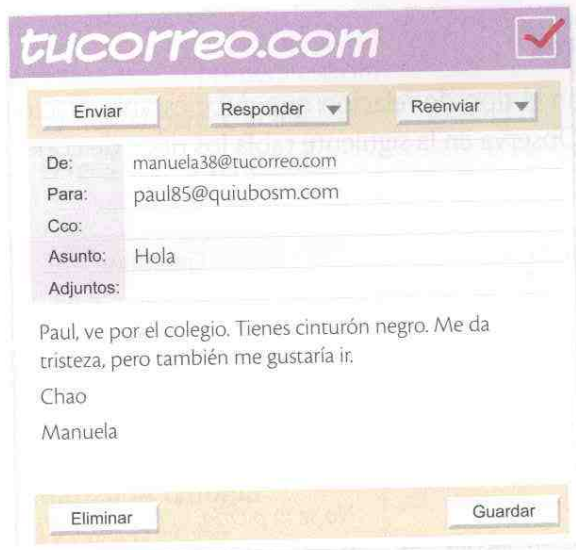 tucorreo.com
Enviar Responder Reenviar
De: manuela38@tucorreo.com
Para: paul85@quiubosm.com
Cco:
Asunto: Hola
Adjuntos:
Paul, ve por el colegio. Tienes cinturón negro. Me da
tristeza, pero también me gustaría ir.
Chao
Manuela
Eliminar Guardar